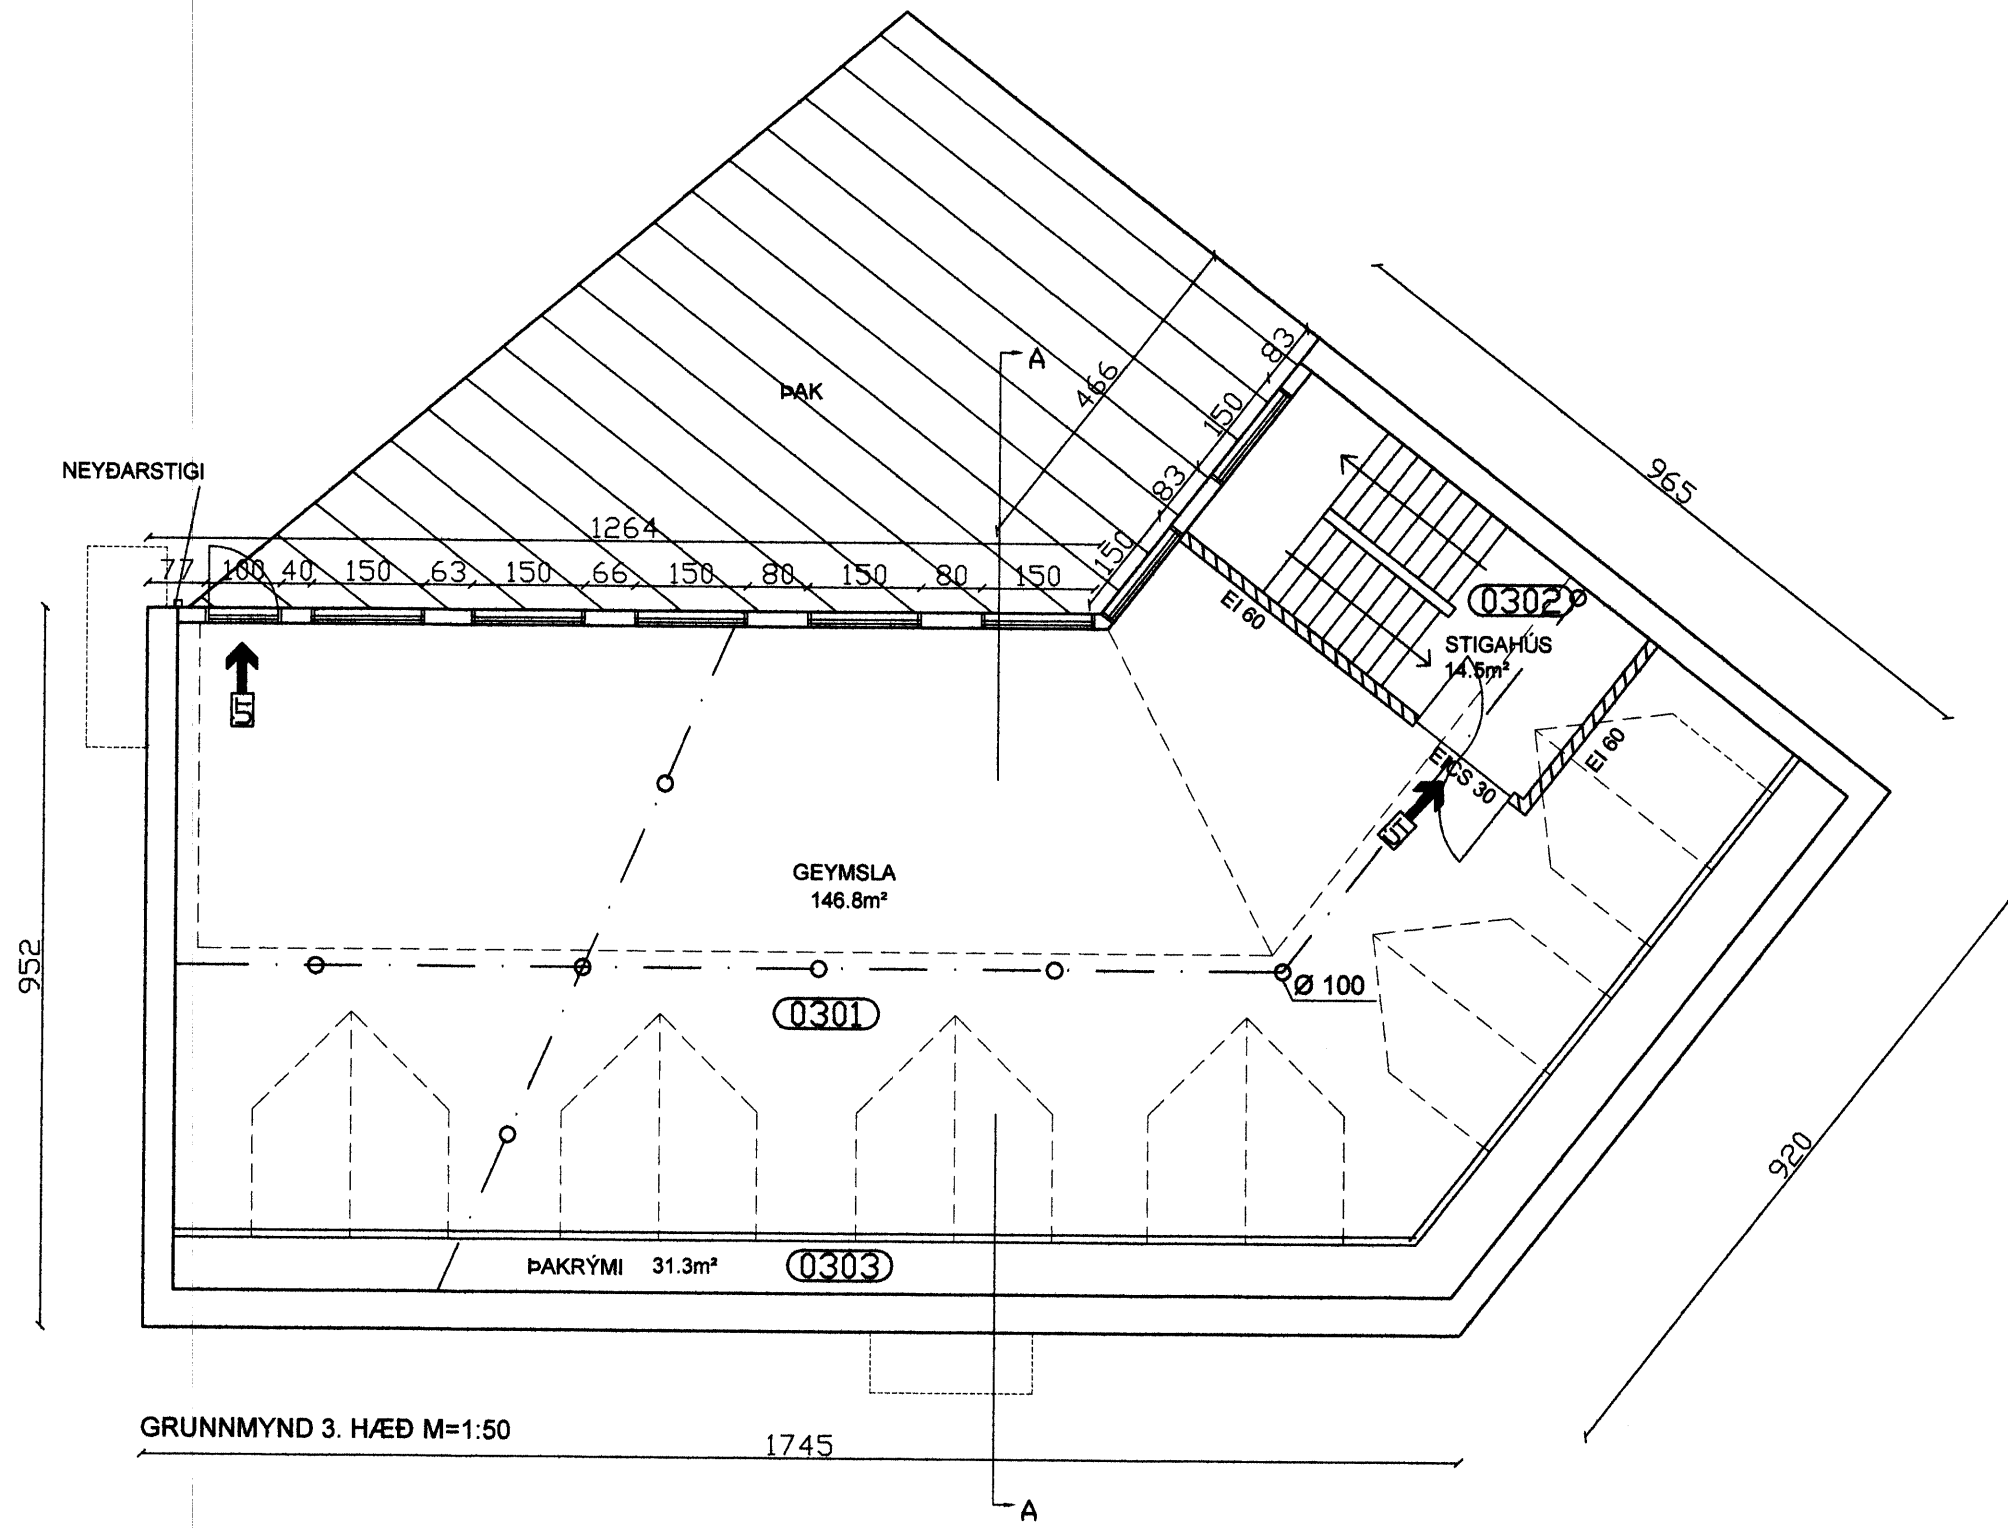 A
83
466
150
ÞAK
965
NEYÐARSTIGI
83
1264
150
77 100 40 150 63 150 66 150 80 150 80 150
EI 60
0302
STIGAHÚS
14.5m²
ÚT
EI 60
EICS 30
ÚT
GEYMSLA
146.8m²
952
Ø 100
0301
920
ÞAKRÝMI 31.3m² 0303
GRUNNMYND 3. HÆÐ M=1:50
1745
A